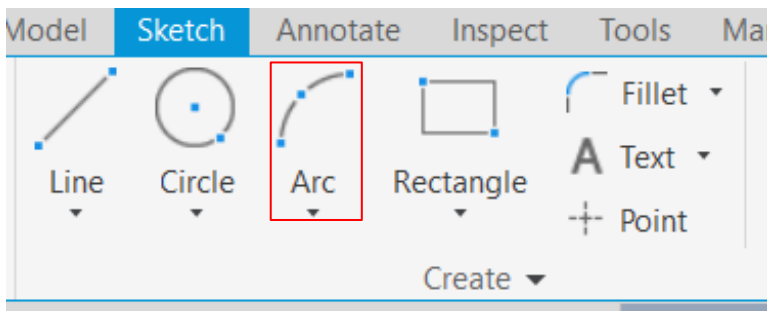 Model Sketch Annotate Inspect Tools
Line Circle Arc Rectangle
Fillet
Text
Point
Create